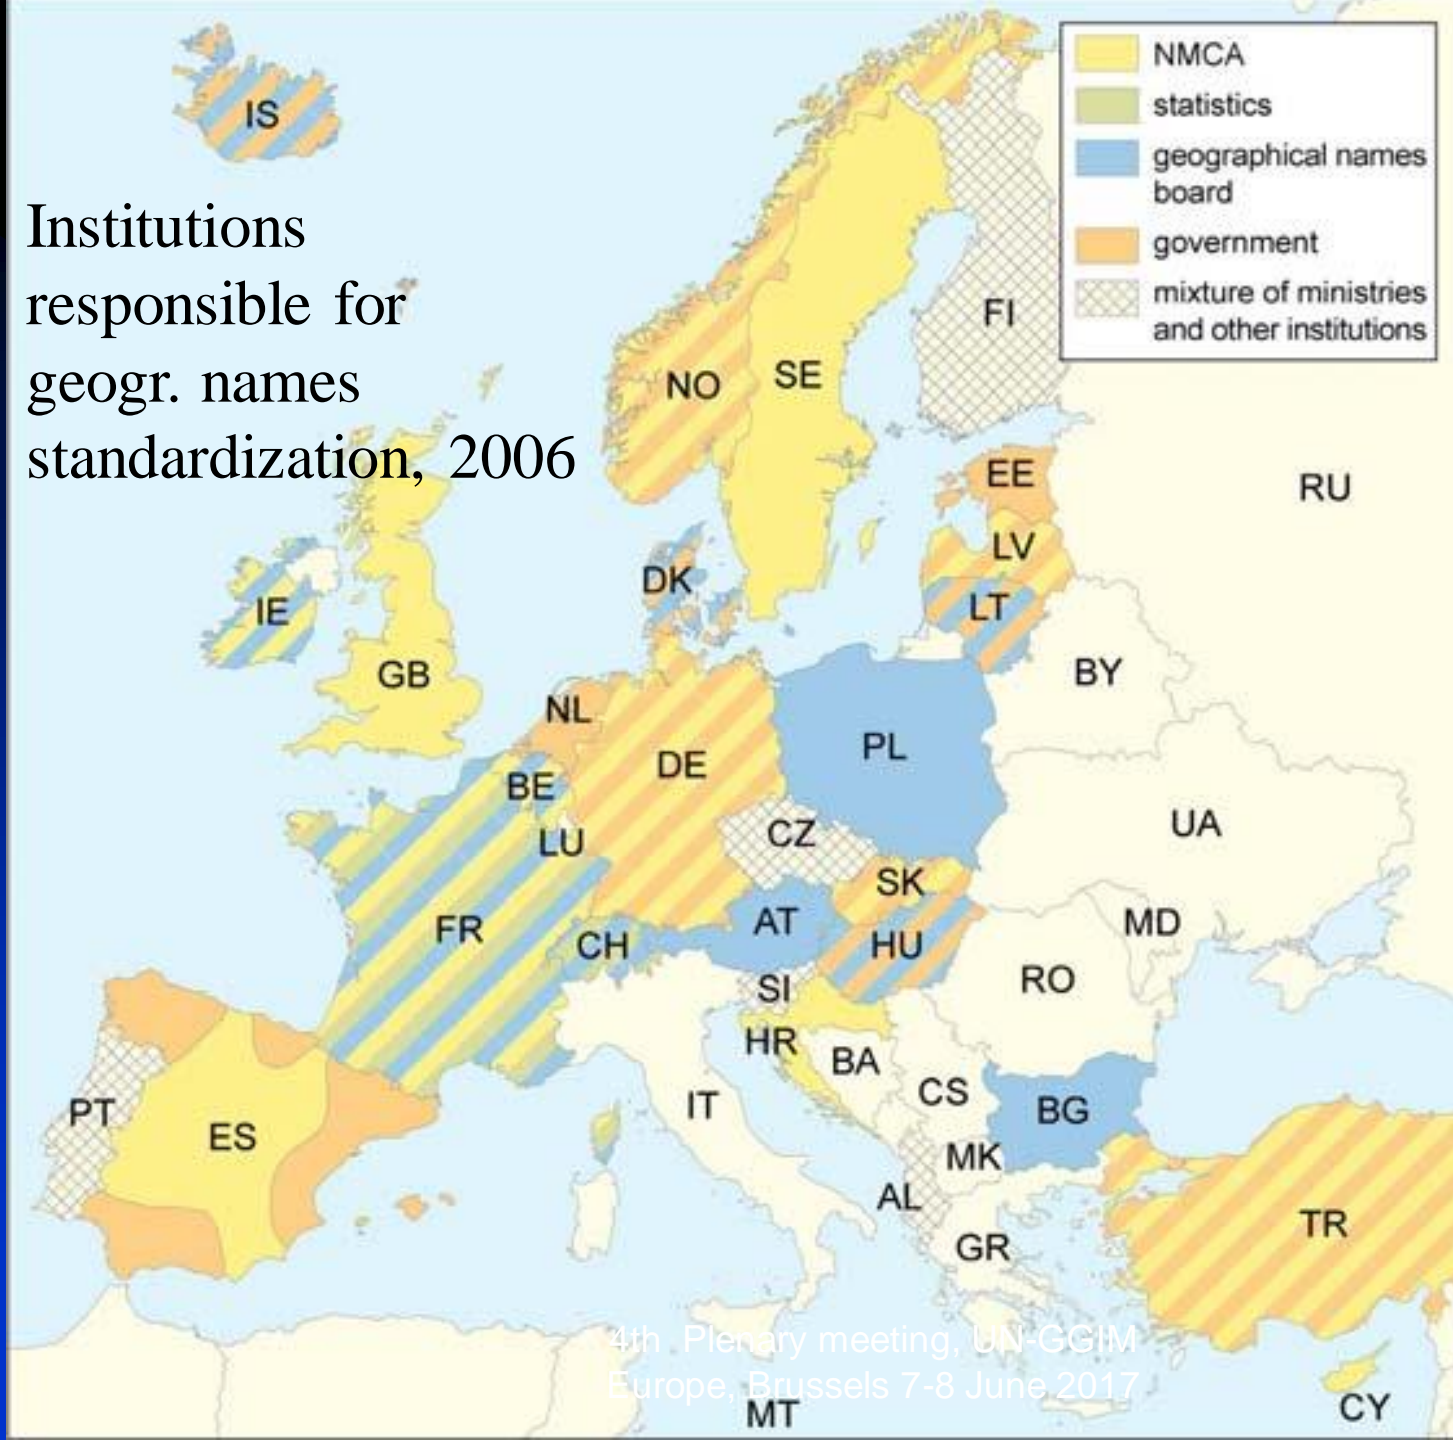 Institutions
responsible for
geogr. names
standardization, 2006
NMCA
statistics
geographical names
board
government
mixture of ministries
and other institutions
IS
FI
NO
SE
EE
RU
LV
DK
LT
IE
GB
BY
NL
PL
DE
BE
UA
CZ
LU
SK
AT
MD
FR
HU
CH
RO
SI
HR
BA
CS
IT
BG
PT
ES
MK
AL
TR
GR
4th Plenary meeting, UN-GGIM
Europe, Brussels 7-8 June 2017
MT
CY